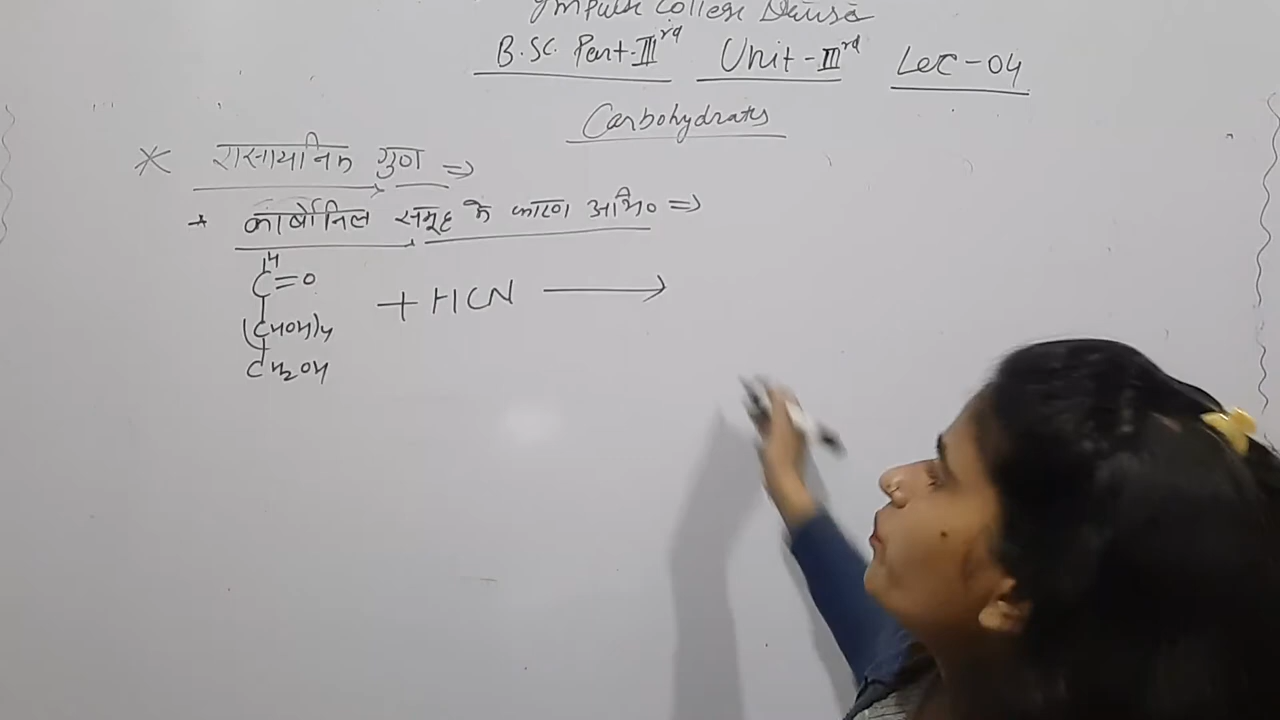 Impulse College
B.Sc. Part-III rd Unit-III rd Lec-04
Carbohydrates
* रासायनिक गुण ⇒
* कार्बोनिल समूह के कारण अभि० ⇒
H
C=O
+ HCN ⟶
(CHOH)4
CH2OH